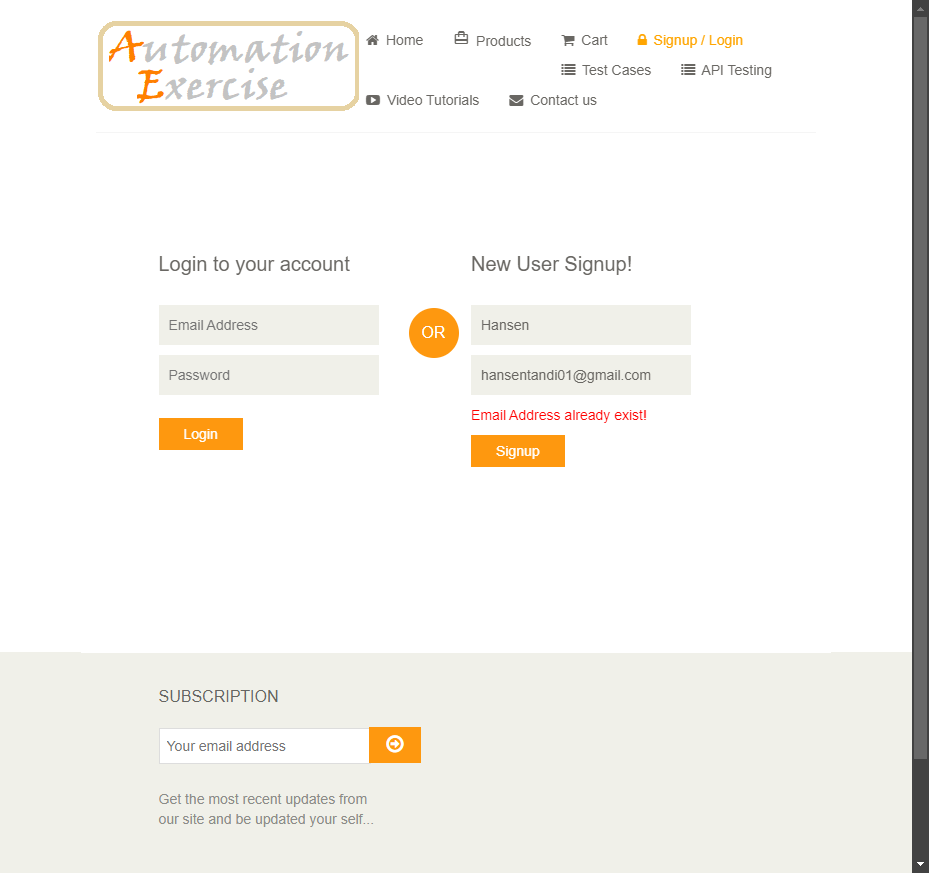 Automation
Exercise
Home Products Cart Signup / Login
Test Cases API Testing
Video Tutorials Contact us
Login to your account
Email Address
Password
Login
OR
New User Signup!
Hansen
hansentandi01@gmail.com
Email Address already exist!
Signup
SUBSCRIPTION
Your email address
Get the most recent updates from
our site and be updated your self...